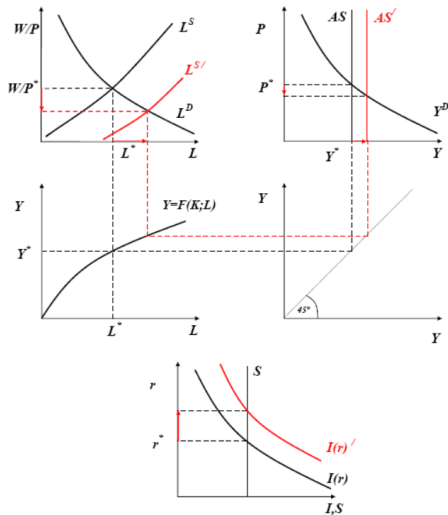 W/P
L^S
L^S/
W/P*
L^D
L*
L
P
AS
AS/
P*
Y^D
Y*
Y
Y
Y=F(K;L)
Y*
L*
L
Y
45°
Y
r
S
r*
I(r)/
I(r)
I,S